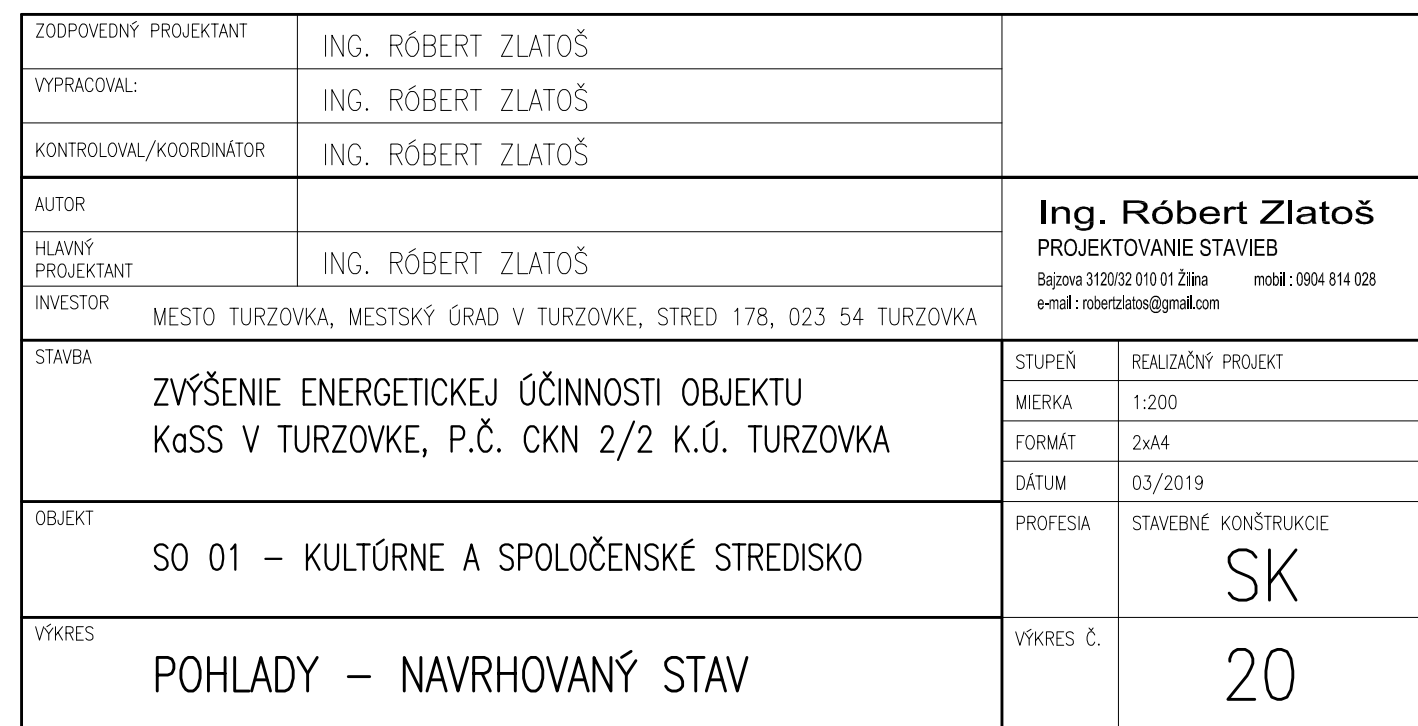 ZODPOVEDNÝ PROJEKTANT
ING. RÓBERT ZLATOŠ
VYPRACOVAL:
ING. RÓBERT ZLATOŠ
KONTROLOVAL/KOORDINÁTOR
ING. RÓBERT ZLATOŠ
AUTOR
HLAVNÝ
PROJEKTANT
ING. RÓBERT ZLATOŠ
INVESTOR
MESTO TURZOVKA, MESTSKÝ ÚRAD V TURZOVKE, STRED 178, 023 54 TURZOVKA
Ing. Róbert Zlatoš
PROJEKTOVANIE STAVIEB
Bajzova 3120/32 010 01 Žilina mobil : 0904 814 028
e-mail : robertzlatos@gmail.com
STAVBA
ZVÝŠENIE ENERGETICKEJ ÚČINNOSTI OBJEKTU
KaSS V TURZOVKE, P.Č. CKN 2/2 K.Ú. TURZOVKA
STUPEŇ REALIZAČNÝ PROJEKT
MIERKA 1:200
FORMÁT 2xA4
DÁTUM 03/2019
OBJEKT
SO 01 – KULTÚRNE A SPOLOČENSKÉ STREDISKO
PROFESIA STAVEBNÉ KONŠTRUKCIE
SK
VÝKRES
POHLADY – NAVRHOVANÝ STAV
VÝKRES Č.
20